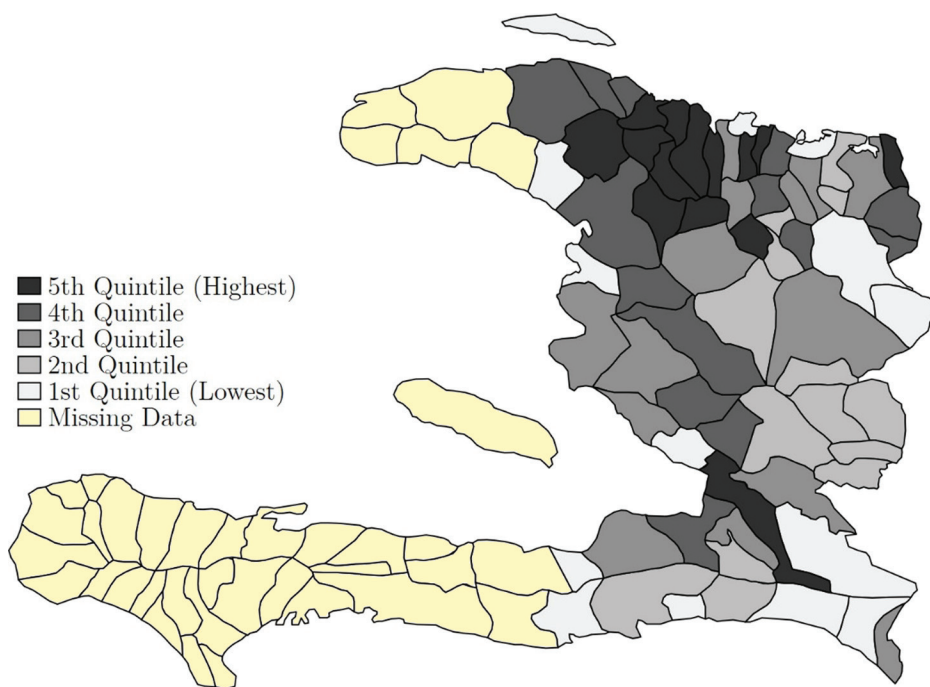 5th Quintile (Highest)
4th Quintile
3rd Quintile
2nd Quintile
1st Quintile (Lowest)
Missing Data